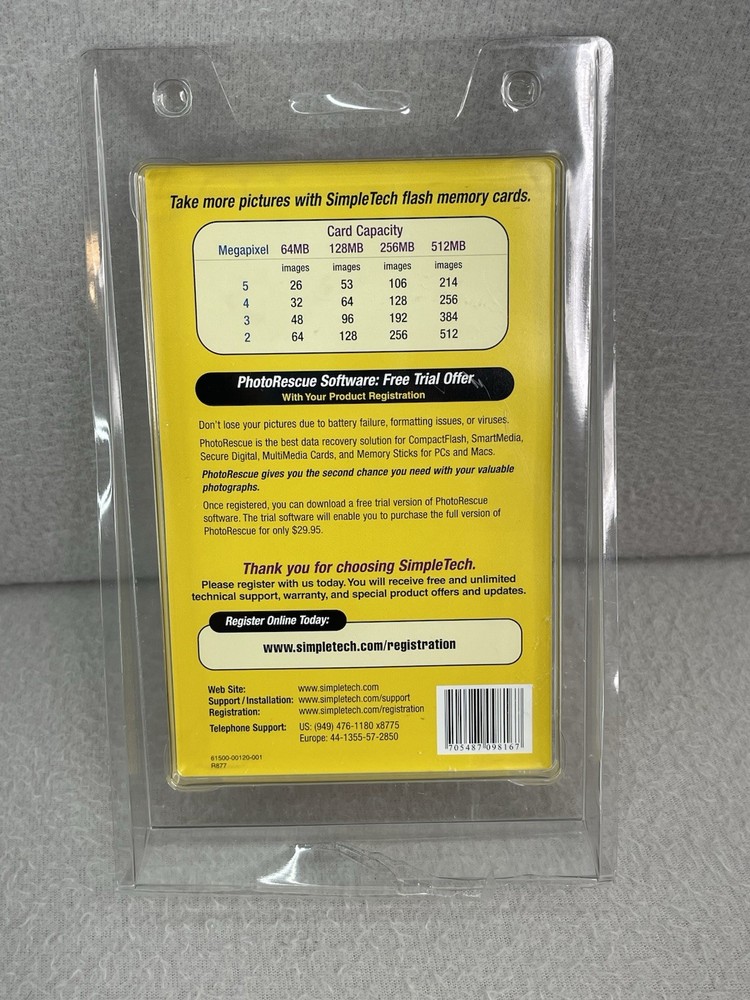 Take more pictures with SimpleTech flash memory cards.
Card Capacity
Megapixel 64MB 128MB 256MB 512MB
images images images images
5 26 53 106 214
4 32 64 128 256
3 48 96 192 384
2 64 128 256 512
PhotoRescue Software: Free Trial Offer
With Your Product Registration
Don't lose your pictures due to battery failure, formatting issues, or viruses.
PhotoRescue is the best data recovery solution for CompactFlash, SmartMedia,
Secure Digital, MultiMedia Cards, and Memory Sticks for PCs and Macs.
PhotoRescue gives you the second chance you need with your valuable
photographs.
Once registered, you can download a free trial version of PhotoRescue
software. The trial software will enable you to purchase the full version of
PhotoRescue for only $29.95.
Thank you for choosing SimpleTech.
Please register with us today. You will receive free and unlimited
technical support, warranty, and special product offers and updates.
Register Online Today:
www.simpletech.com/registration
Web Site: www.simpletech.com
Support/Installation: www.simpletech.com/support
Registration: www.simpletech.com/registration
Telephone Support: US: (949) 476-1180 x8775
Europe: 44-1355-57-2850
7 05487 09816 7
61500-00120-001
R877